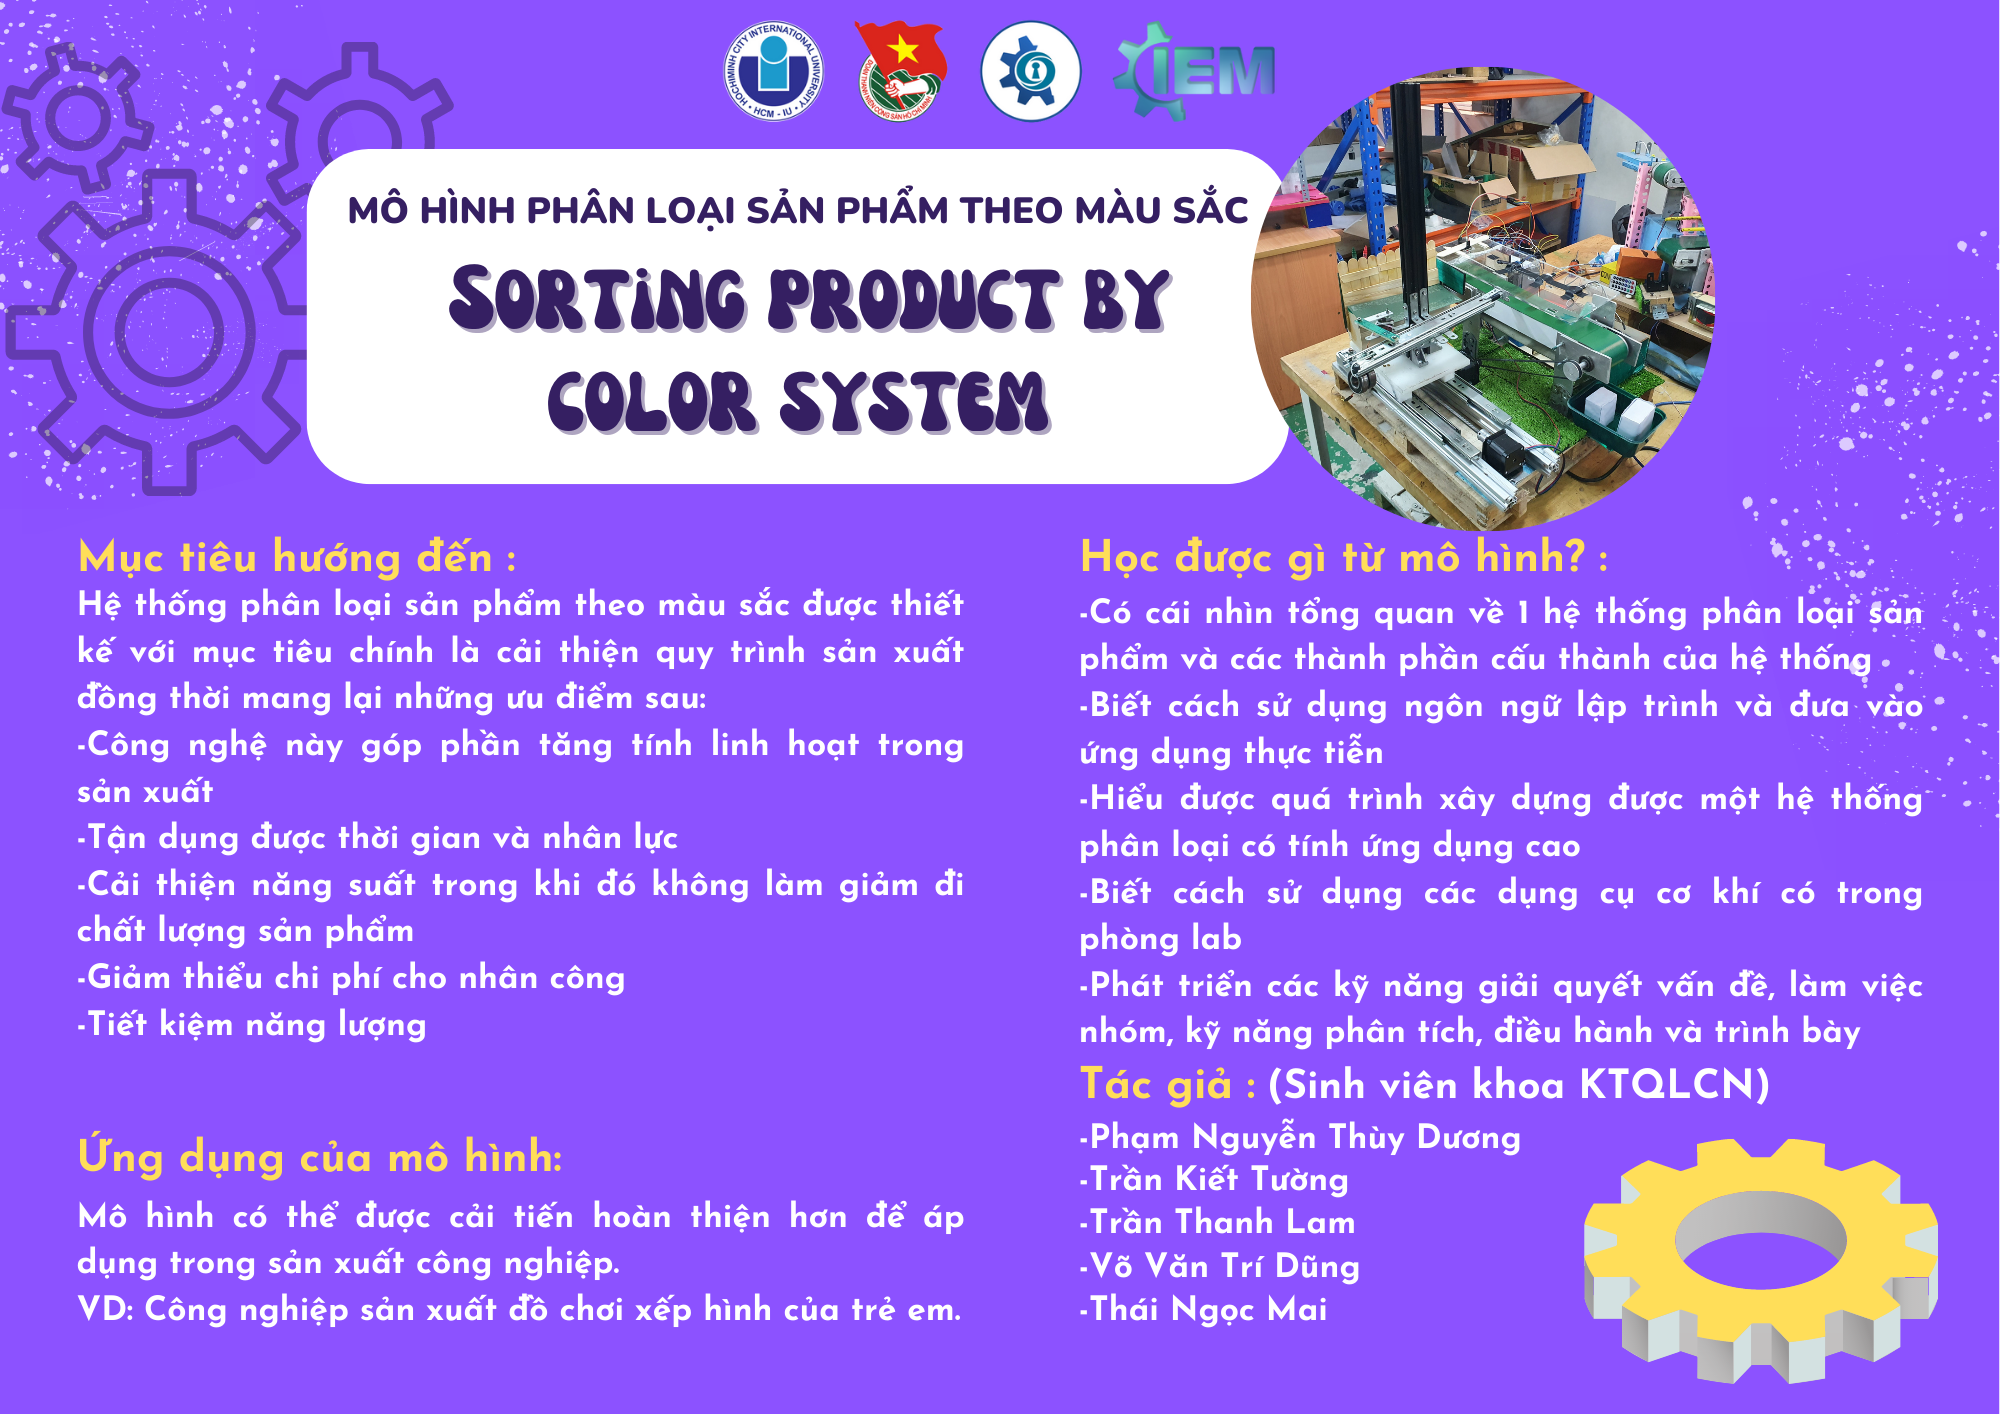 HOCHIMINH CITY INTERNATIONAL UNIVERSITY
HCM - IU
ĐOÀN THANH NIÊN CỘNG SẢN HỒ CHÍ MINH
IEM
MÔ HÌNH PHÂN LOẠI SẢN PHẨM THEO MÀU SẮC
SORTING PRODUCT BY
COLOR SYSTEM
Mục tiêu hướng đến :
Hệ thống phân loại sản phẩm theo màu sắc được thiết
kế với mục tiêu chính là cải thiện quy trình sản xuất
đồng thời mang lại những ưu điểm sau:
-Công nghệ này góp phần tăng tính linh hoạt trong
sản xuất
-Tận dụng được thời gian và nhân lực
-Cải thiện năng suất trong khi đó không làm giảm đi
chất lượng sản phẩm
-Giảm thiểu chi phí cho nhân công
-Tiết kiệm năng lượng
Ứng dụng của mô hình:
Mô hình có thể được cải tiến hoàn thiện hơn để áp
dụng trong sản xuất công nghiệp.
VD: Công nghiệp sản xuất đồ chơi xếp hình của trẻ em.
Học được gì từ mô hình? :
-Có cái nhìn tổng quan về 1 hệ thống phân loại sản
phẩm và các thành phần cấu thành của hệ thống
-Biết cách sử dụng ngôn ngữ lập trình và đưa vào
ứng dụng thực tiễn
-Hiểu được quá trình xây dựng được một hệ thống
phân loại có tính ứng dụng cao
-Biết cách sử dụng các dụng cụ cơ khí có trong
phòng lab
-Phát triển các kỹ năng giải quyết vấn đề, làm việc
nhóm, kỹ năng phân tích, điều hành và trình bày
Tác giả : (Sinh viên khoa KTQLCN)
-Phạm Nguyễn Thùy Dương
-Trần Kiết Tường
-Trần Thanh Lam
-Võ Văn Trí Dũng
-Thái Ngọc Mai